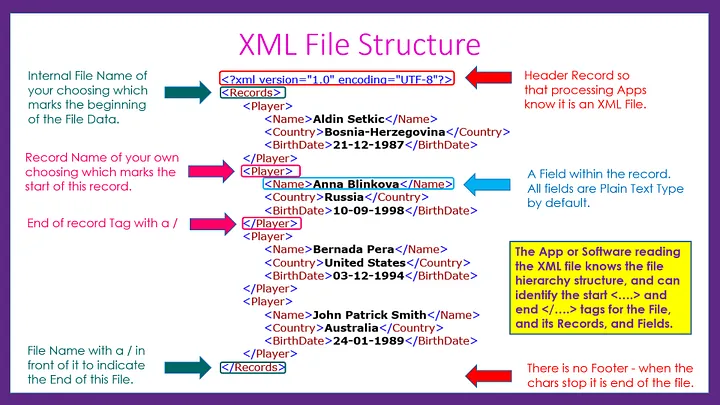 XML File Structure
Internal File Name of
your choosing which
marks the beginning
of the File Data.
Record Name of your own
choosing which marks the
start of this record.
End of record Tag with a /
File Name with a / in
front of it to indicate
the End of this File.
<?xml version="1.0" encoding="UTF-8"?>
<Records>
<Player>
<Name>Aldin Setkic</Name>
<Country>Bosnia-Herzegovina</Country>
<BirthDate>21-12-1987</BirthDate>
</Player>
<Player>
<Name>Anna Blinkova</Name>
<Country>Russia</Country>
<BirthDate>10-09-1998</BirthDate>
</Player>
<Player>
<Name>Bernada Pera</Name>
<Country>United States</Country>
<BirthDate>03-12-1994</BirthDate>
</Player>
<Player>
<Name>John Patrick Smith</Name>
<Country>Australia</Country>
<BirthDate>24-01-1989</BirthDate>
</Player>
</Records>
Header Record so
that processing Apps
know it is an XML File.
A Field within the record.
All fields are Plain Text Type
by default.
The App or Software reading
the XML file knows the file
hierarchy structure, and can
identify the start <....> and
end </....> tags for the File,
and its Records, and Fields.
There is no Footer - when the
chars stop it is end of the file.